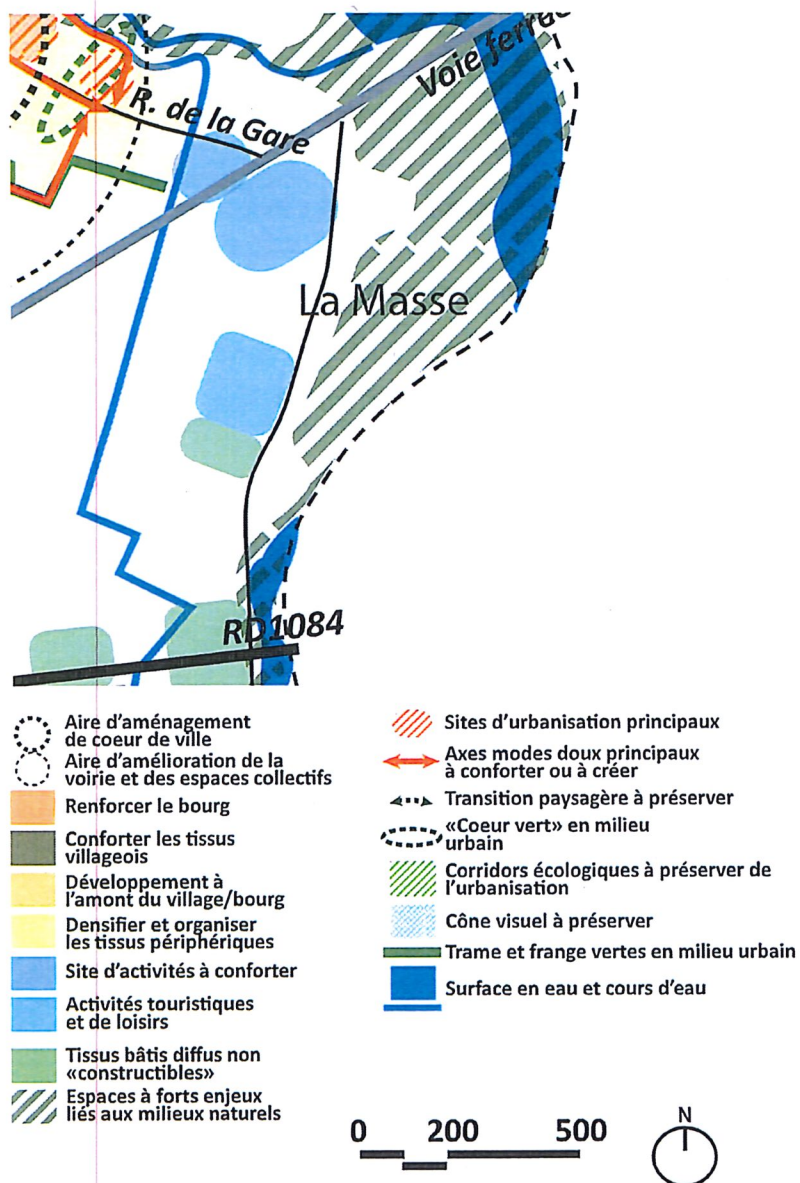 Voie
R. de la Gare
La Masse
RD1084
Aire d'aménagement
de coeur de ville
Aire d'amélioration de la
voirie et des espaces collectifs
Renforcer le bourg
Conforter les tissus
villageois
Développement à
l'amont du village/bourg
Densifier et organiser
les tissus périphériques
Site d'activités à conforter
Activités touristiques
et de loisirs
Tissus bâtis diffus non
«constructibles»
Espaces à forts enjeux
liés aux milieux naturels
Sites d'urbanisation principaux
Axes modes doux principaux
à conforter ou à créer
Transition paysagère à préserver
«Coeur vert» en milieu
urbain
Corridors écologiques à préserver de
l'urbanisation
Cône visuel à préserver
Trame et frange vertes en milieu urbain
Surface en eau et cours d'eau
0 200 500
N